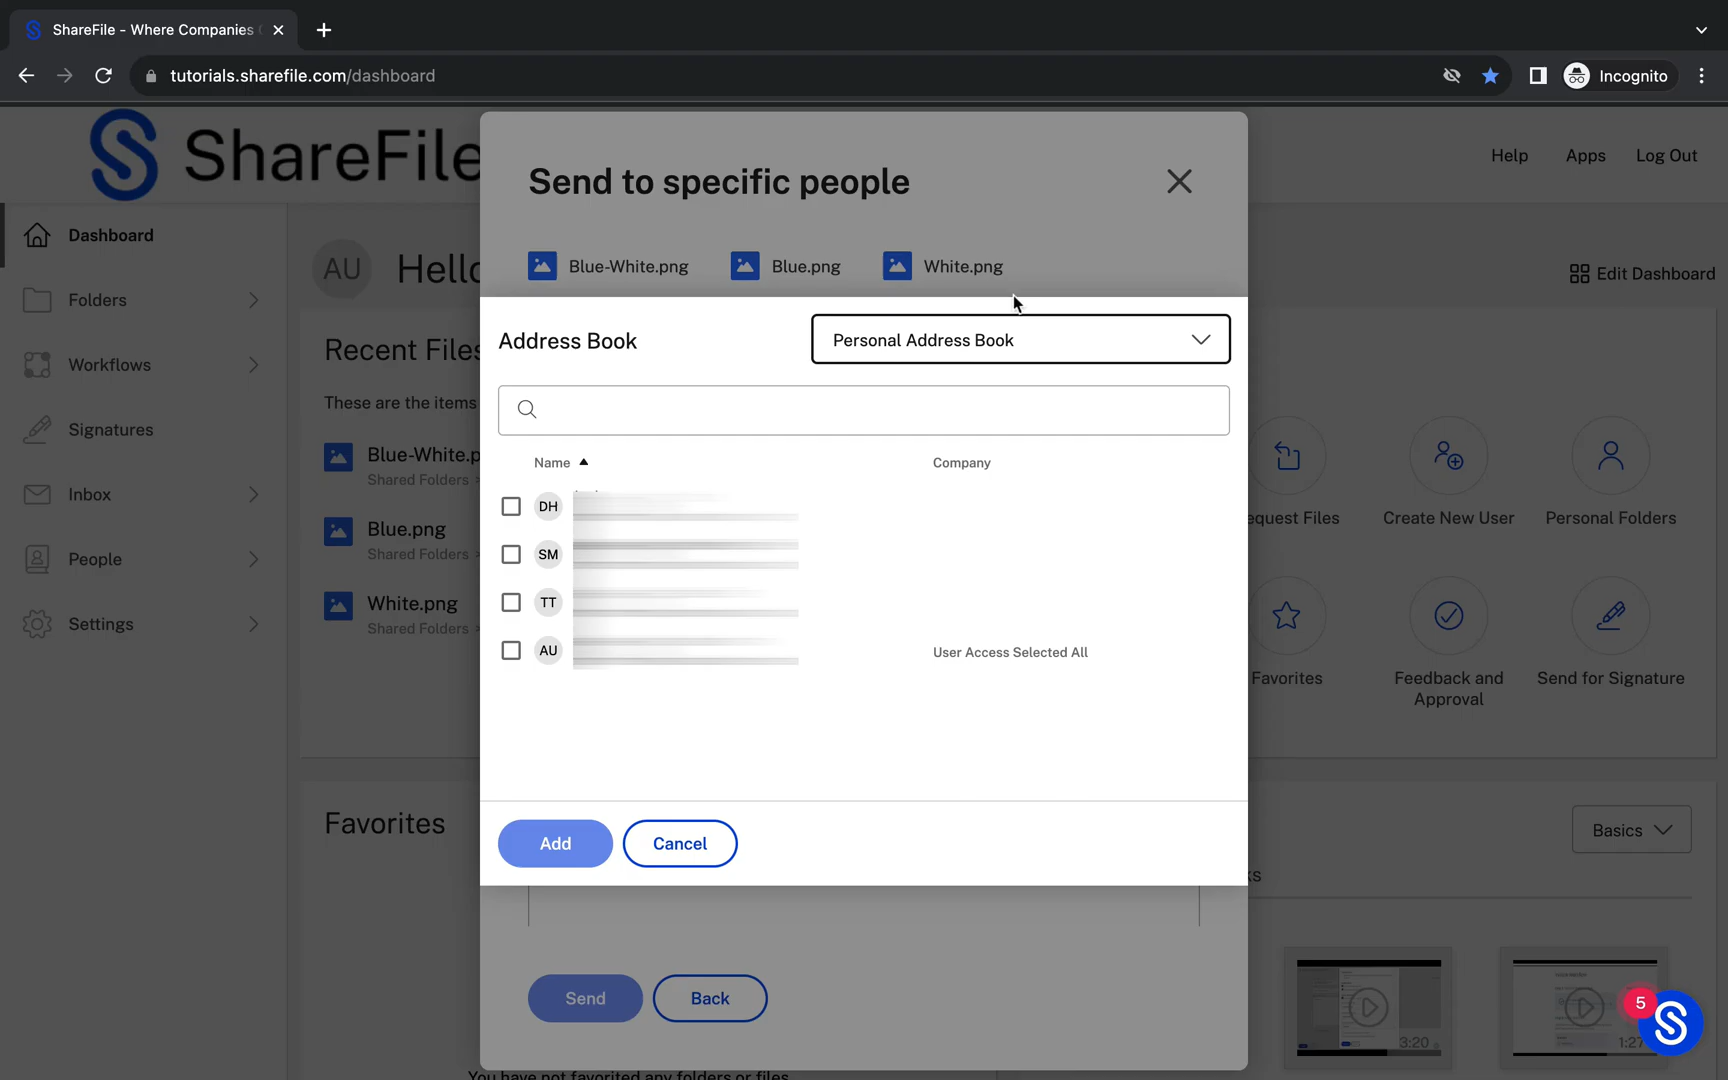 ShareFile - Where Companies
tutorials.sharefile.com/dashboard
Incognito
ShareFile
Help
Apps
Log Out
Dashboard
Folders
Workflows
Signatures
Inbox
People
Settings
AU
Hello
Edit Dashboard
Recent Files
These are the items
Blue-White.p
Shared Folders >
Blue.png
Shared Folders >
White.png
Shared Folders >
Send to specific people
Blue-White.png
Blue.png
White.png
Address Book
Personal Address Book
Name
Company
DH
SM
TT
AU
User Access Selected All
Add
Cancel
Send
Back
equest Files
Create New User
Personal Folders
Favorites
Feedback and
Approval
Send for Signature
Favorites
You have not favorited any folders or files
Basics
ks
3:20
1:27
5